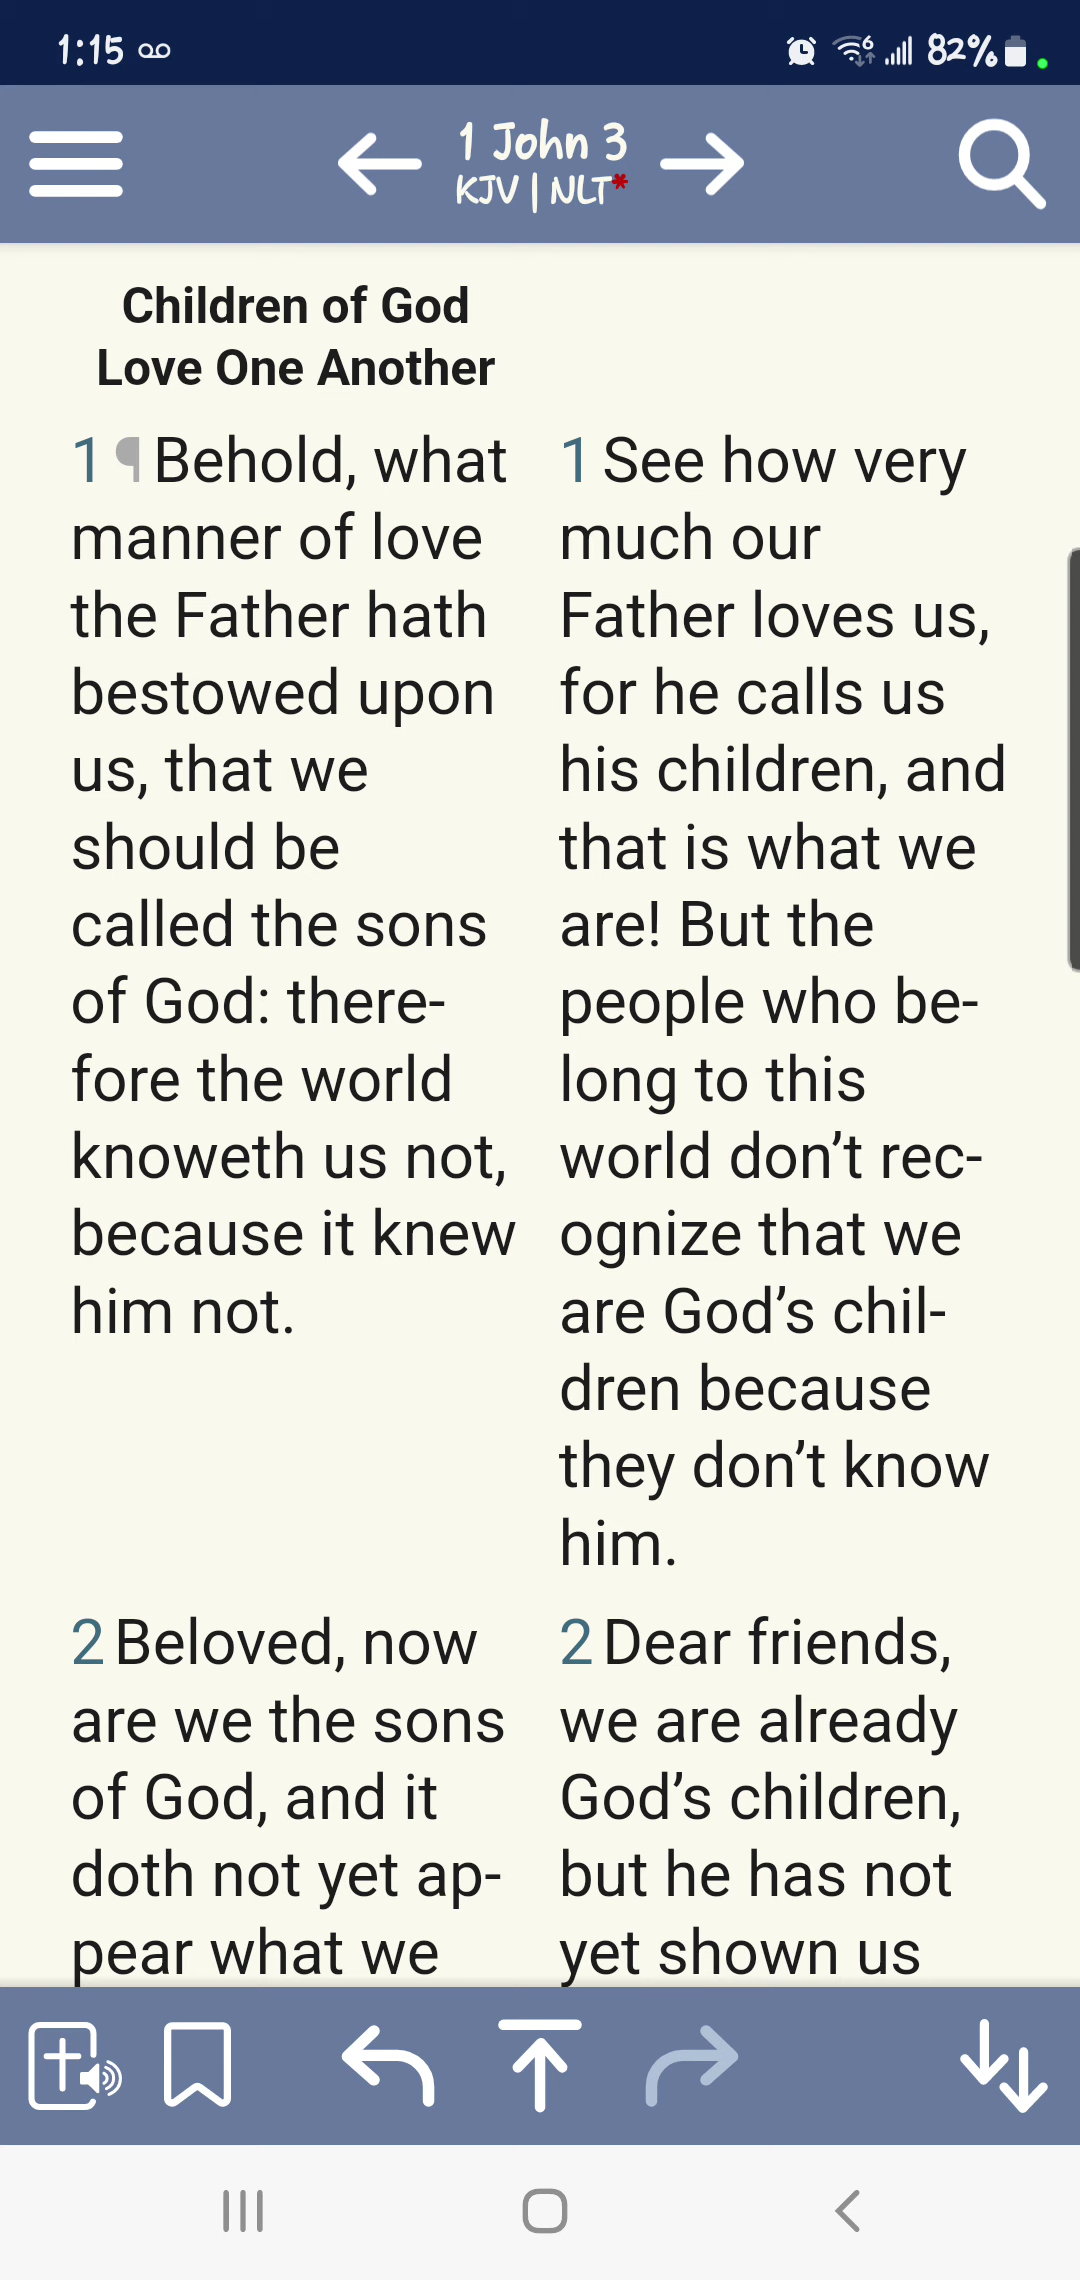 1:15
82%
1 John 3
KJV | NLT*
Children of God
Love One Another
1 ¶ Behold, what
manner of love
the Father hath
bestowed upon
us, that we
should be
called the sons
of God: there-
fore the world
knoweth us not,
because it knew
him not.
1 See how very
much our
Father loves us,
for he calls us
his children, and
that is what we
are! But the
people who be-
long to this
world don’t rec-
ognize that we
are God’s chil-
dren because
they don’t know
him.
2 Beloved, now
are we the sons
of God, and it
doth not yet ap-
pear what we
2 Dear friends,
we are already
God’s children,
but he has not
yet shown us